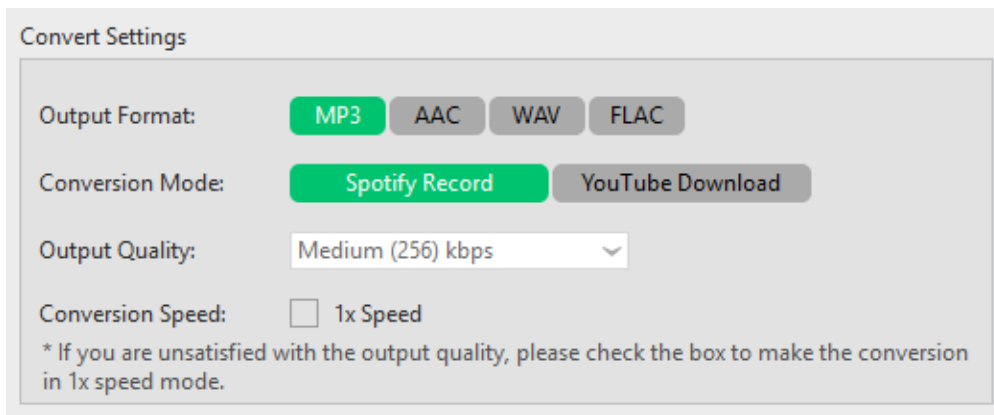 Convert Settings
Output Format: MP3 AAC WAV FLAC
Conversion Mode: Spotify Record YouTube Download
Output Quality: Medium (256) kbps
Conversion Speed: 1x Speed
* If you are unsatisfied with the output quality, please check the box to make the conversion
in 1x speed mode.